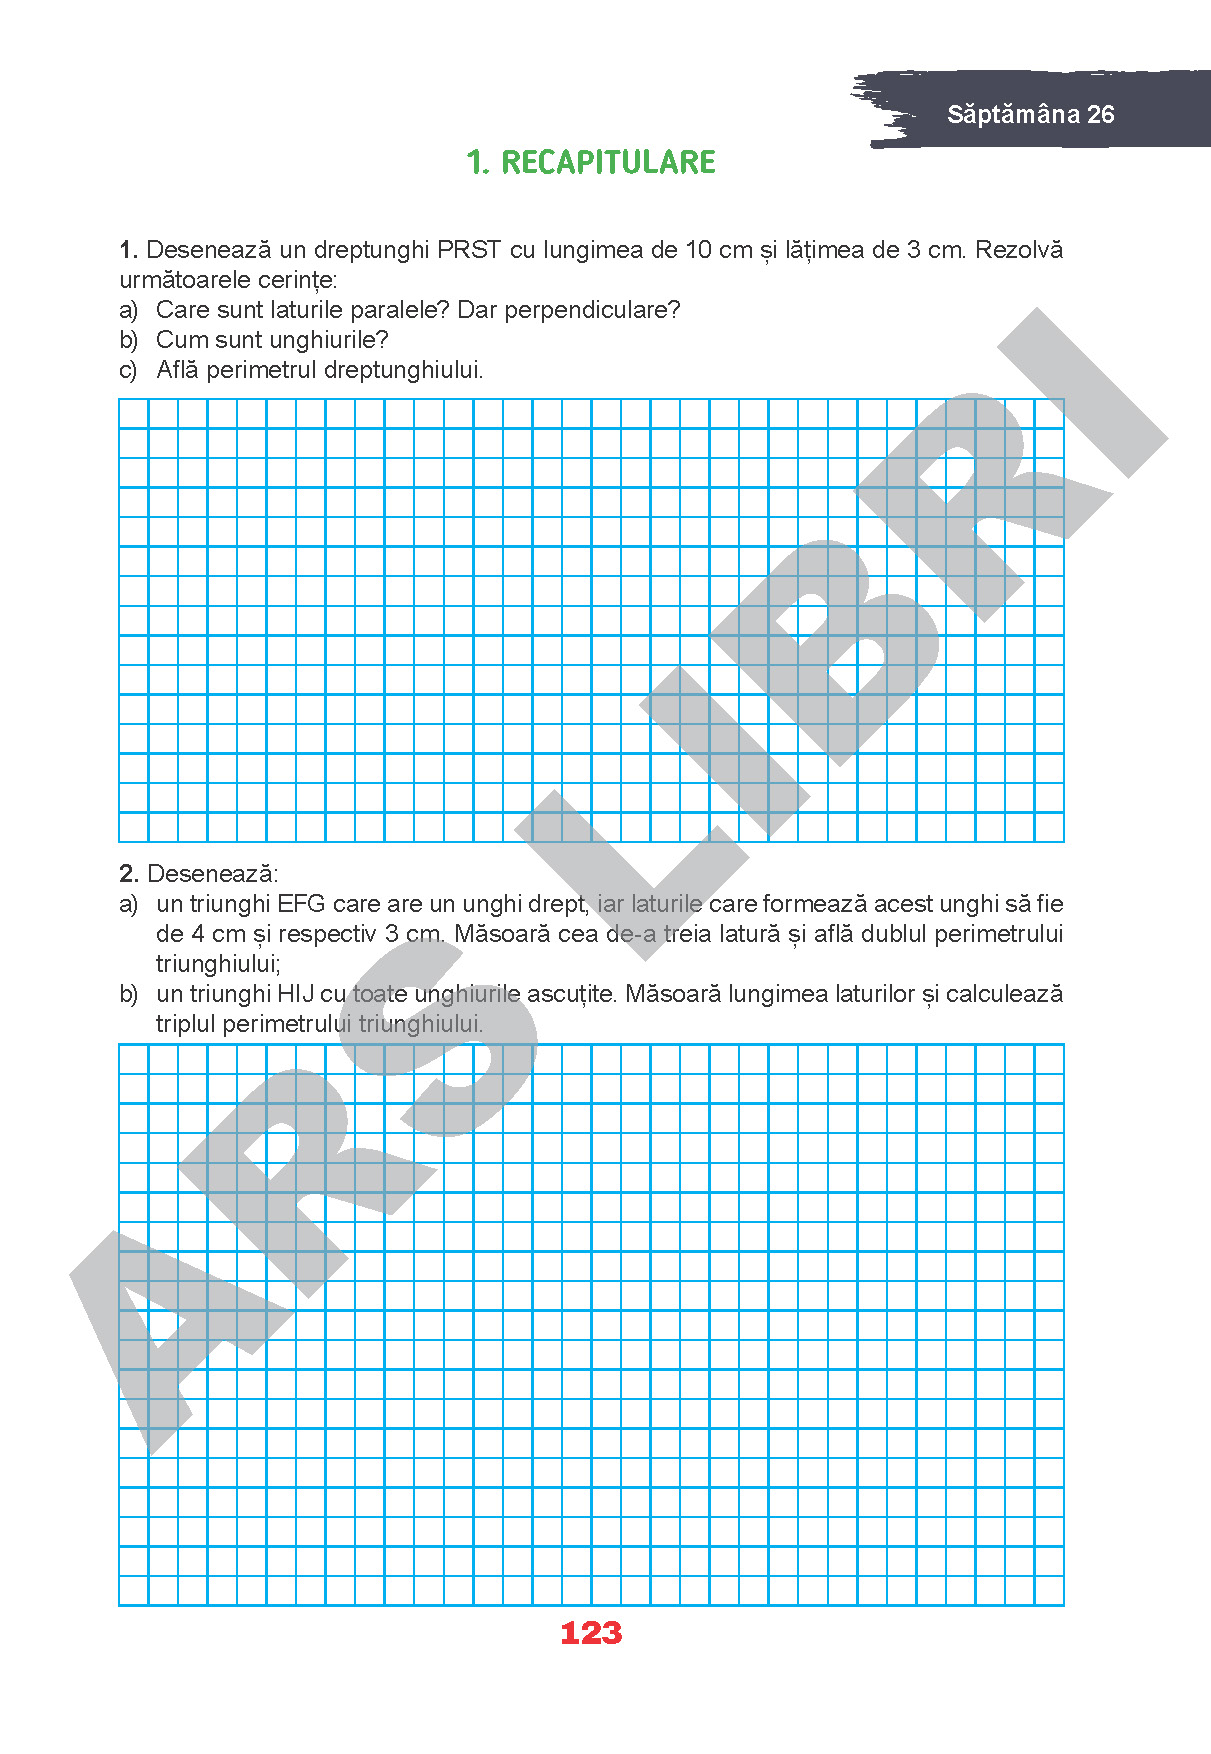 Săptămâna 26
1. RECAPITULARE
1. Desenează un dreptunghi PRST cu lungimea de 10 cm și lățimea de 3 cm. Rezolvă
următoarele cerințe:
a) Care sunt laturile paralele? Dar perpendiculare?
b) Cum sunt unghiurile?
c) Află perimetrul dreptunghiului.
2. Desenează:
a) un triunghi EFG care are un unghi drept, iar laturile care formează acest unghi să fie
de 4 cm și respectiv 3 cm. Măsoară cea de-a treia latură și află dublul perimetrului
triunghiului;
b) un triunghi HIJ cu toate unghiurile ascuțite. Măsoară lungimea laturilor și calculează
triplul perimetrului triunghiului.
ARS LIBRI
123